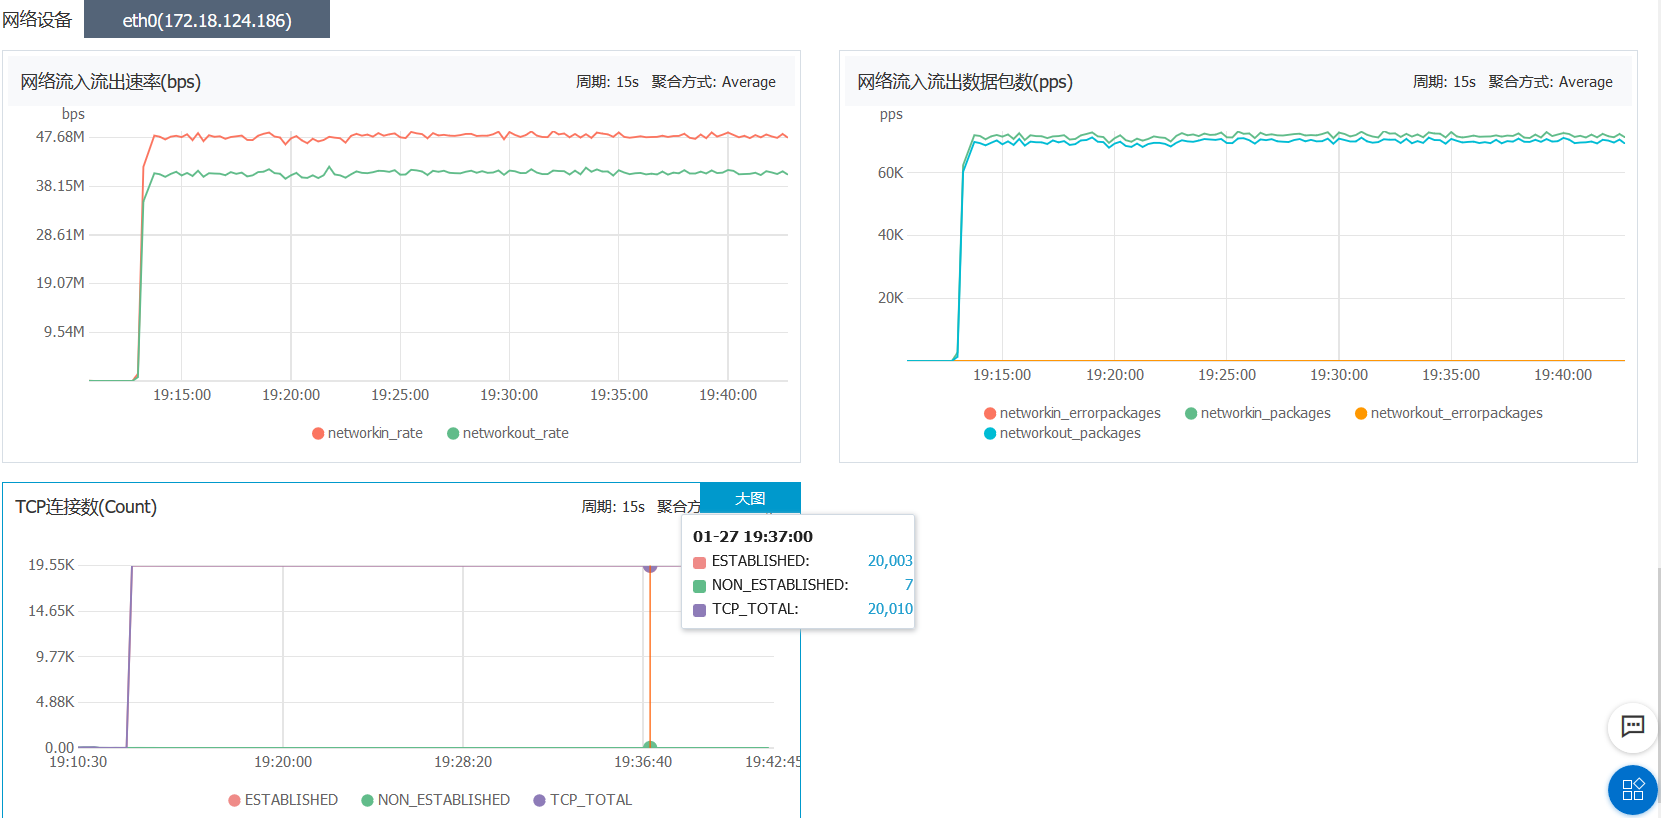 网络设备
eth0(172.18.124.186)
网络流入流出速率(bps)
周期: 15s 聚合方式: Average
bps
47.68M
38.15M
28.61M
19.07M
9.54M
19:15:00 19:20:00 19:25:00 19:30:00 19:35:00 19:40:00
networkin_rate networkout_rate
网络流入流出数据包数(pps)
周期: 15s 聚合方式: Average
pps
60K
40K
20K
19:15:00 19:20:00 19:25:00 19:30:00 19:35:00 19:40:00
networkin_errorpackages networkin_packages networkout_errorpackages
networkout_packages
TCP连接数(Count)
周期: 15s 聚合方
大图
01-27 19:37:00
ESTABLISHED: 20,003
NON_ESTABLISHED: 7
TCP_TOTAL: 20,010
19.55K
14.65K
9.77K
4.88K
0.00
19:10:30 19:20:00 19:28:20 19:36:40 19:42:45
ESTABLISHED NON_ESTABLISHED TCP_TOTAL